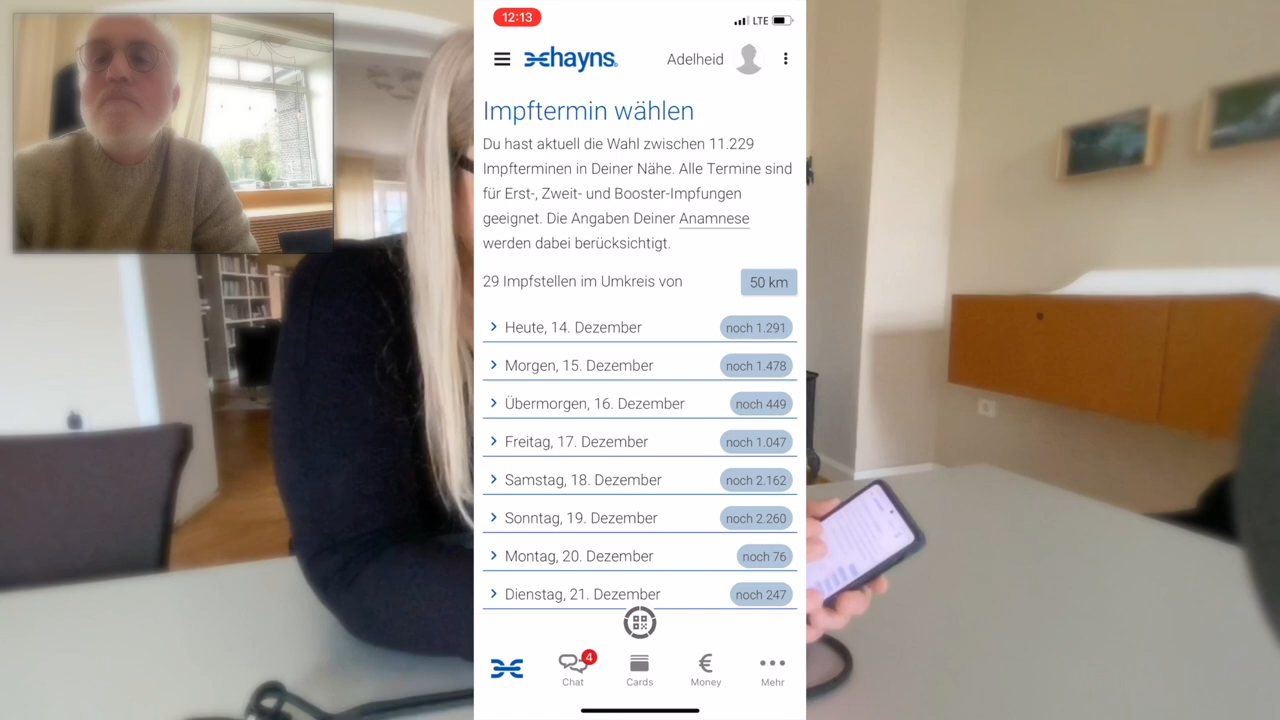 12:13
LTE
chayns.
Adelheid
Impftermin wählen
Du hast aktuell die Wahl zwischen 11.229
Impfterminen in Deiner Nähe. Alle Termine sind
für Erst-, Zweit- und Booster-Impfungen
geeignet. Die Angaben Deiner Anamnese
werden dabei berücksichtigt.
29 Impfstellen im Umkreis von
50 km
Heute, 14. Dezember
noch 1.291
Morgen, 15. Dezember
noch 1.478
Übermorgen, 16. Dezember
noch 449
Freitag, 17. Dezember
noch 1.047
Samstag, 18. Dezember
noch 2.162
Sonntag, 19. Dezember
noch 2.260
Montag, 20. Dezember
noch 76
Dienstag, 21. Dezember
noch 247
4
Chat
Cards
€
Money
Mehr